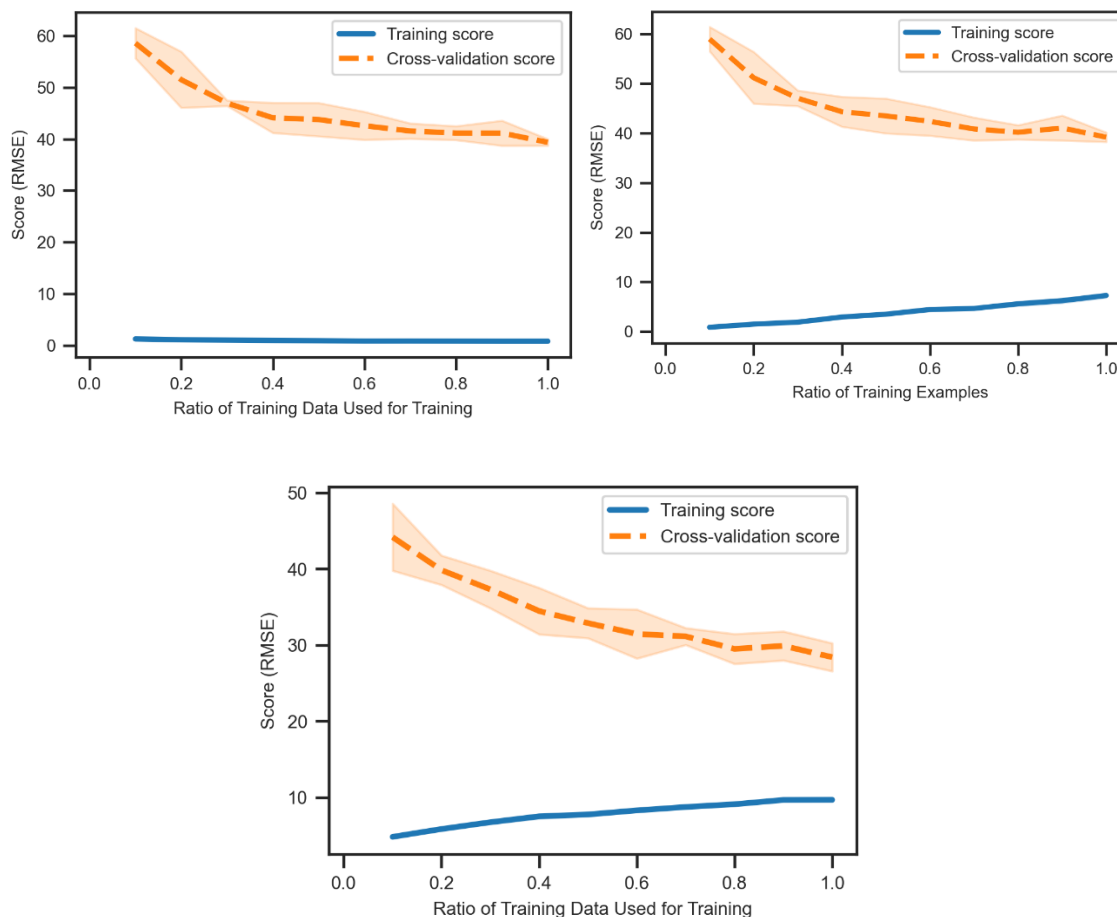 Training score
Cross-validation score
60
50
40
30
20
10
0
Score (RMSE)
0.0 0.2 0.4 0.6 0.8 1.0
Ratio of Training Data Used for Training
Training score
Cross-validation score
60
50
40
30
20
10
0
Score (RMSE)
0.0 0.2 0.4 0.6 0.8 1.0
Ratio of Training Examples
Training score
Cross-validation score
50
40
30
20
10
Score (RMSE)
0.0 0.2 0.4 0.6 0.8 1.0
Ratio of Training Data Used for Training